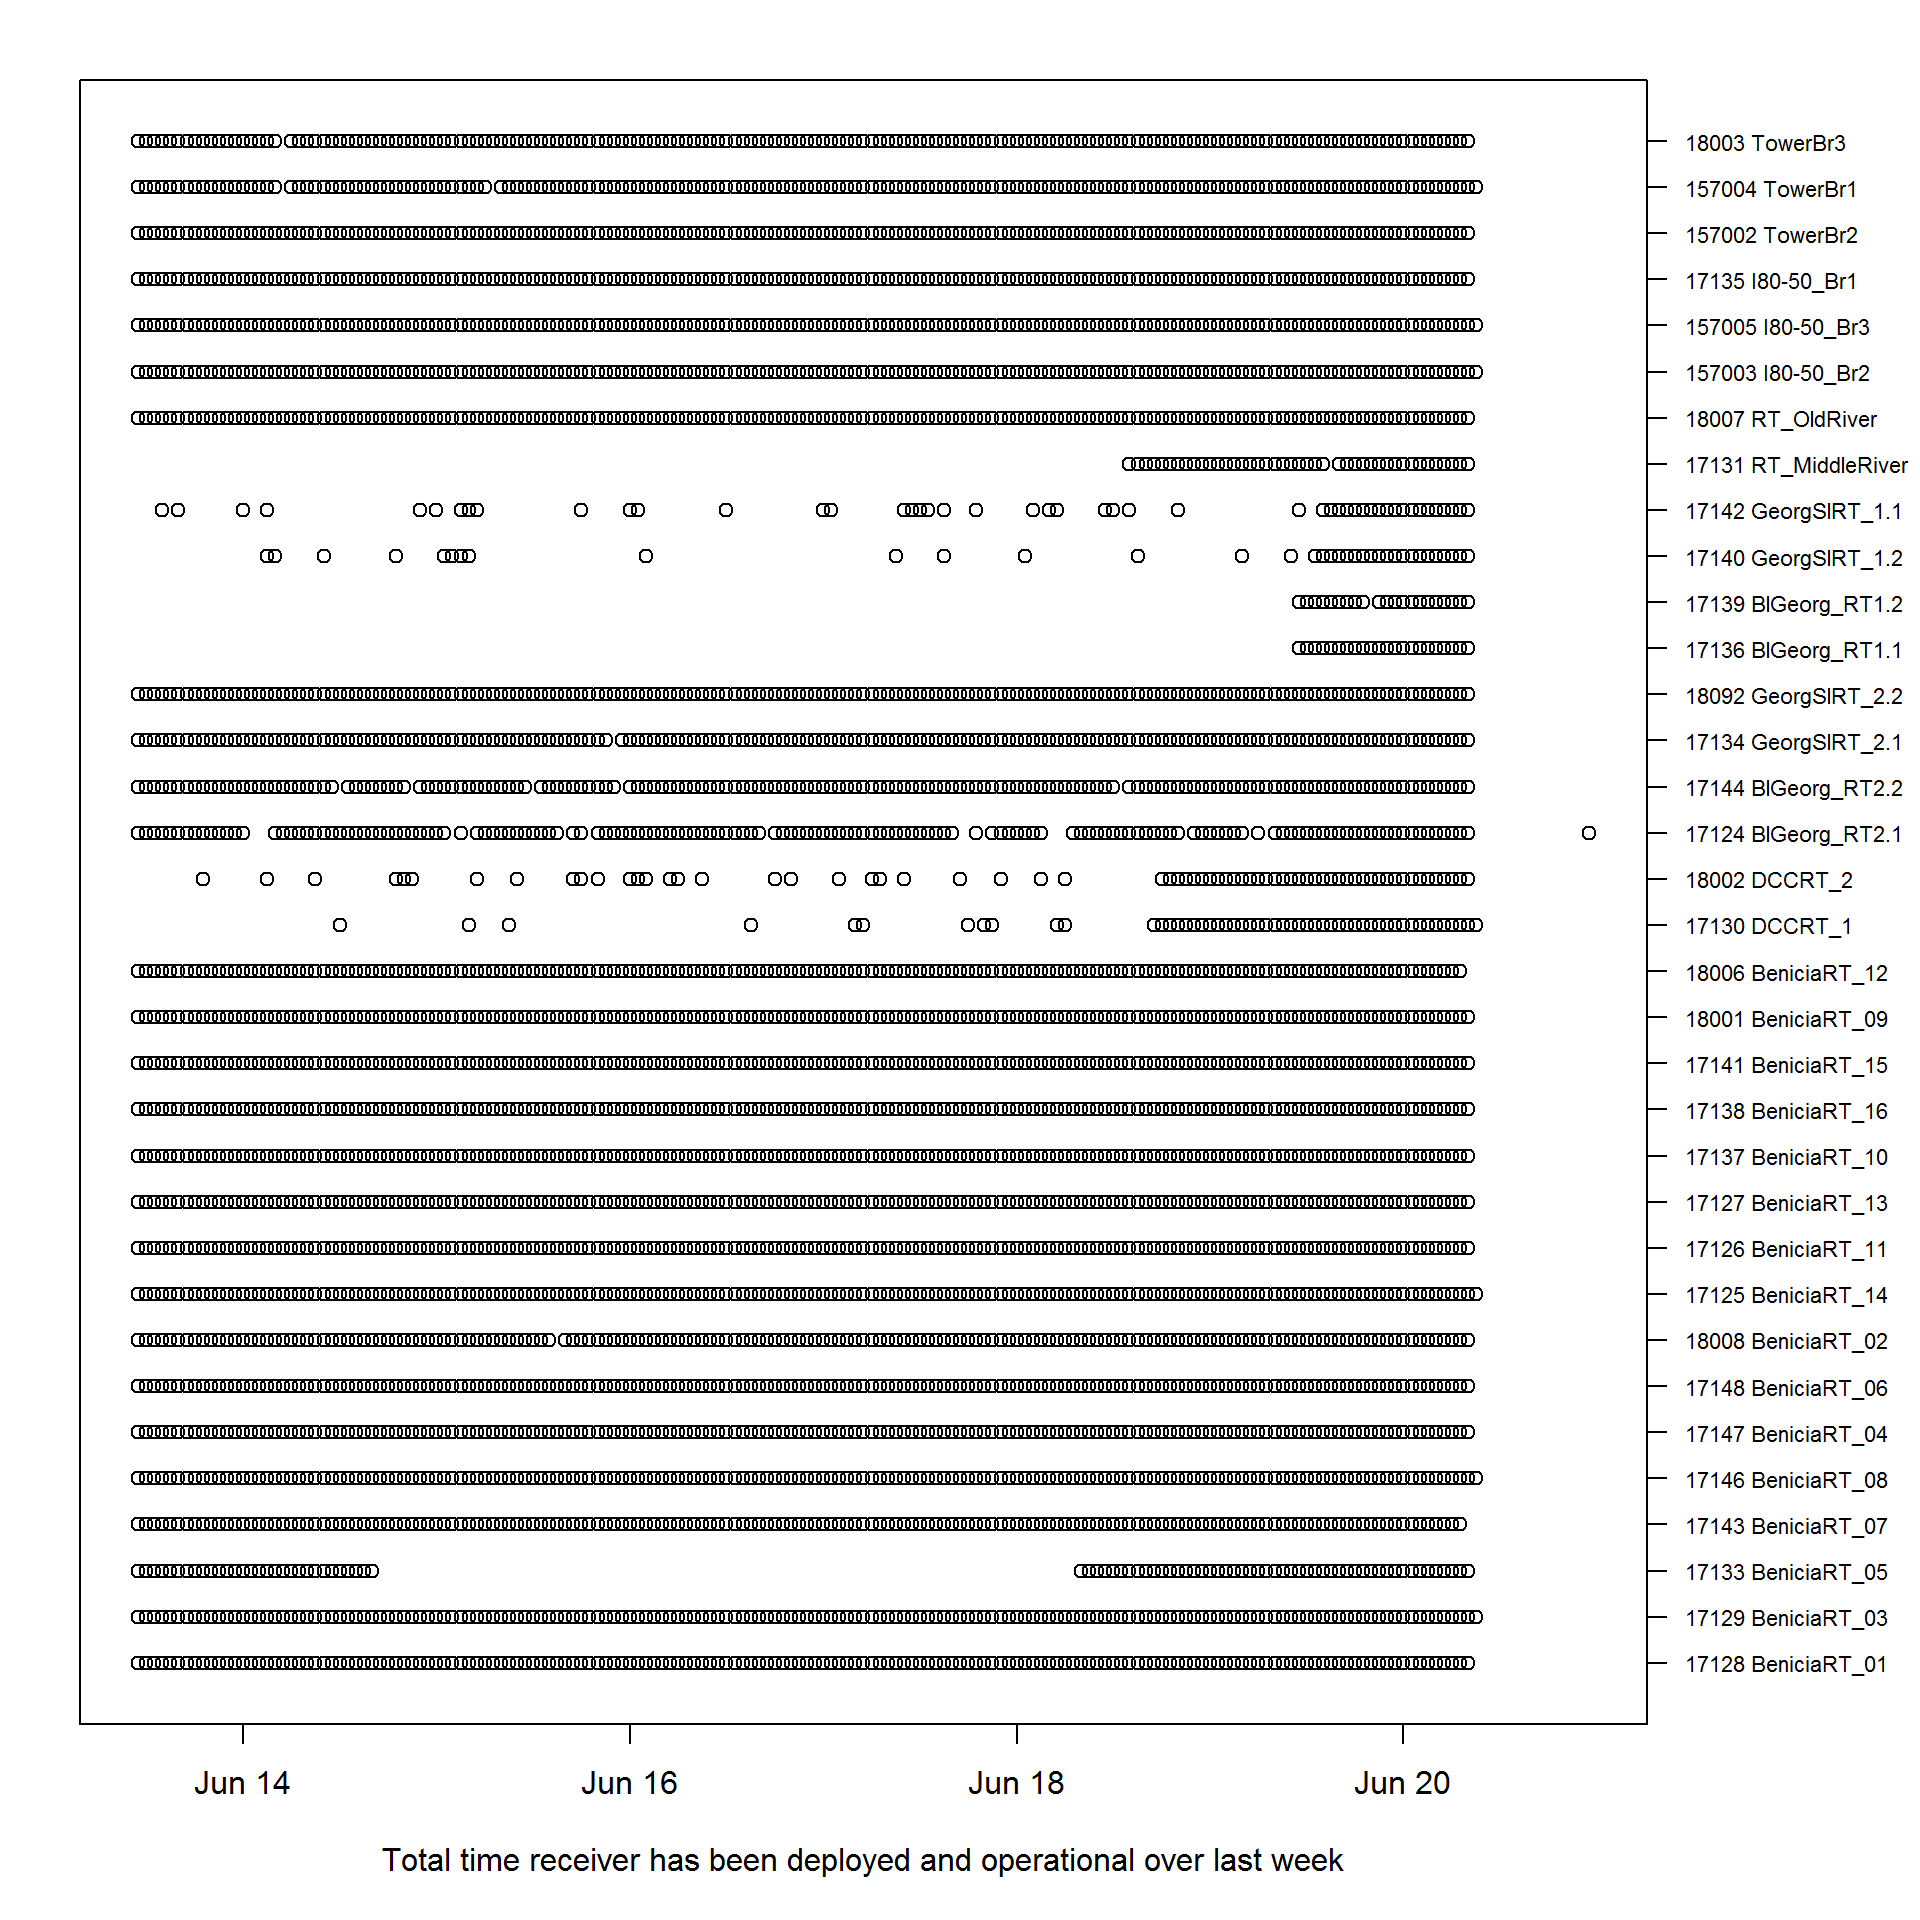 18003 TowerBr3
157004 TowerBr1
157002 TowerBr2
17135 I80-50_Br1
157005 I80-50_Br3
157003 I80-50_Br2
18007 RT_OldRiver
17131 RT_MiddleRiver
17142 GeorgSlRT_1.1
17140 GeorgSlRT_1.2
17139 BlGeorg_RT1.2
17136 BlGeorg_RT1.1
18092 GeorgSlRT_2.2
17134 GeorgSlRT_2.1
17144 BlGeorg_RT2.2
17124 BlGeorg_RT2.1
18002 DCCRT_2
17130 DCCRT_1
18006 BeniciaRT_12
18001 BeniciaRT_09
17141 BeniciaRT_15
17138 BeniciaRT_16
17137 BeniciaRT_10
17127 BeniciaRT_13
17126 BeniciaRT_11
17125 BeniciaRT_14
18008 BeniciaRT_02
17148 BeniciaRT_06
17147 BeniciaRT_04
17146 BeniciaRT_08
17143 BeniciaRT_07
17133 BeniciaRT_05
17129 BeniciaRT_03
17128 BeniciaRT_01
Jun 14 Jun 16 Jun 18 Jun 20
Total time receiver has been deployed and operational over last week